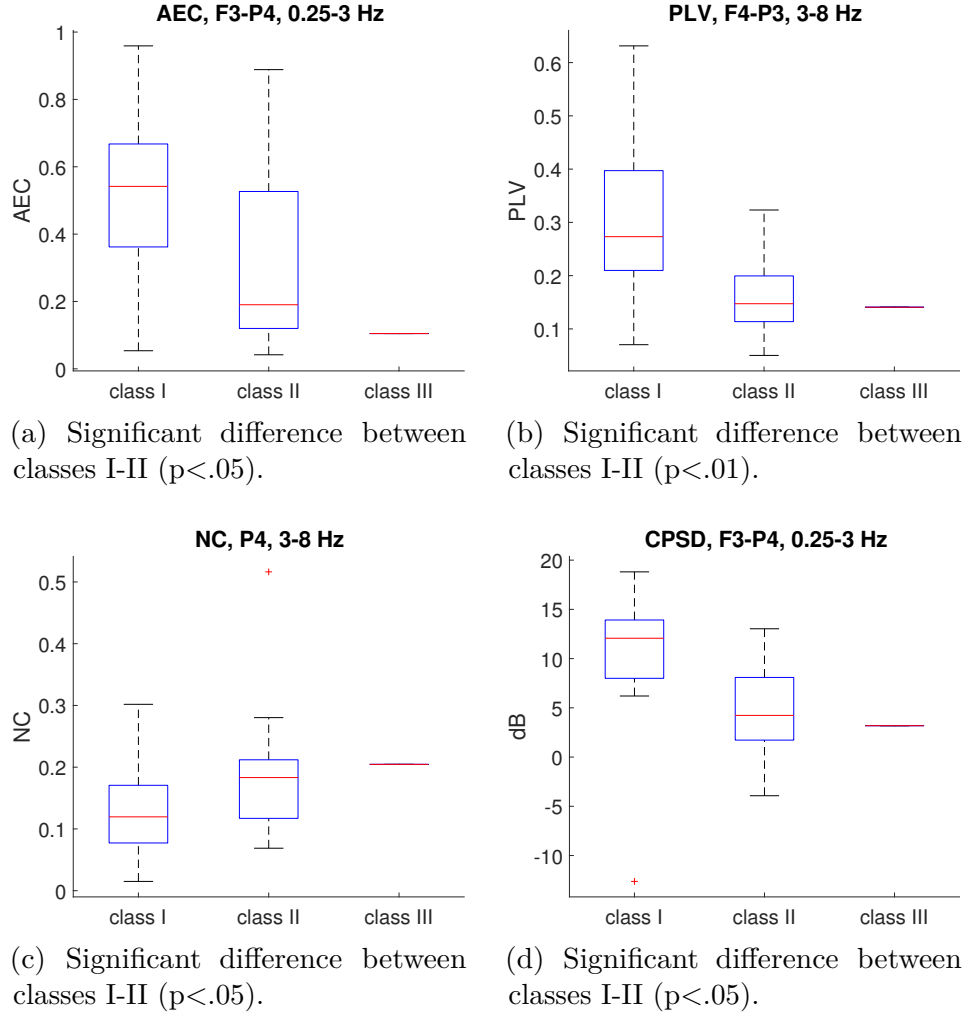 AEC, F3-P4, 0.25-3 Hz
1
0.8
0.6
0.4
0.2
0
AEC
class I class II class III
(a) Significant difference between
classes I-II (p<.05).
PLV, F4-P3, 3-8 Hz
0.6
0.5
0.4
0.3
0.2
0.1
PLV
class I class II class III
(b) Significant difference between
classes I-II (p<.01).
NC, P4, 3-8 Hz
0.5
0.4
0.3
0.2
0.1
0
NC
class I class II class III
(c) Significant difference between
classes I-II (p<.05).
CPSD, F3-P4, 0.25-3 Hz
20
15
10
5
0
-5
-10
dB
class I class II class III
(d) Significant difference between
classes I-II (p<.05).